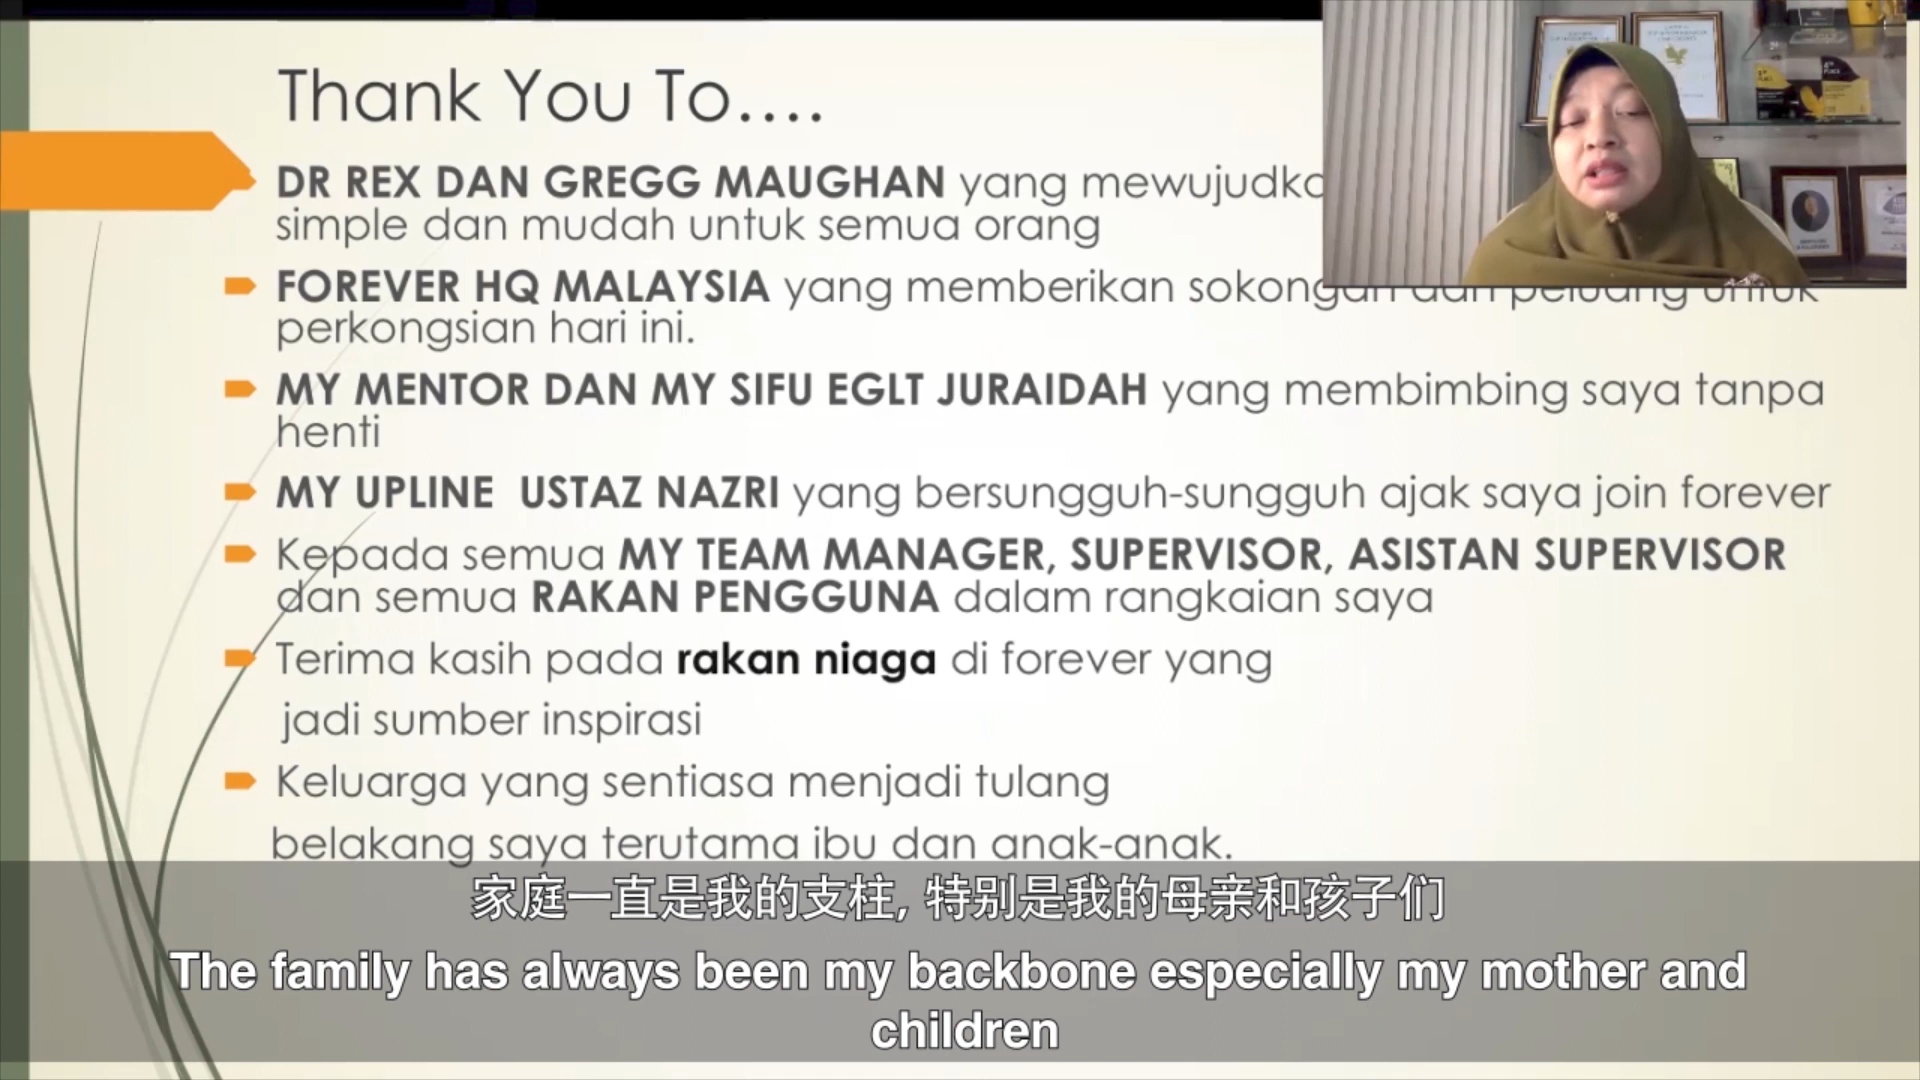 Thank You To....
DR REX DAN GREGG MAUGHAN yang
simple dan mudah untuk semua orang
FOREVER HQ MALAYSIA yang memberikan sokongan dan peluang untuk
perkongsian hari ini.
MY MENTOR DAN MY SIFU EGLT JURAIDAH yang membimbing saya tanpa
henti
MY UPLINE USTAZ NAZRI yang bersungguh-sungguh ajak saya join forever
Kepada semua MY TEAM MANAGER, SUPERVISOR, ASISTAN SUPERVISOR
dan semua RAKAN PENGGUNA dalam rangkaian saya
Terima kasih pada rakan niaga di forever yang
jadi sumber inspirasi
Keluarga yang sentiasa menjadi tulang
belakang saya terutama ibu dan anak-anak.
家庭一直是我的支柱, 特别是我的母亲和孩子们
The family has always been my backbone especially my mother and
children